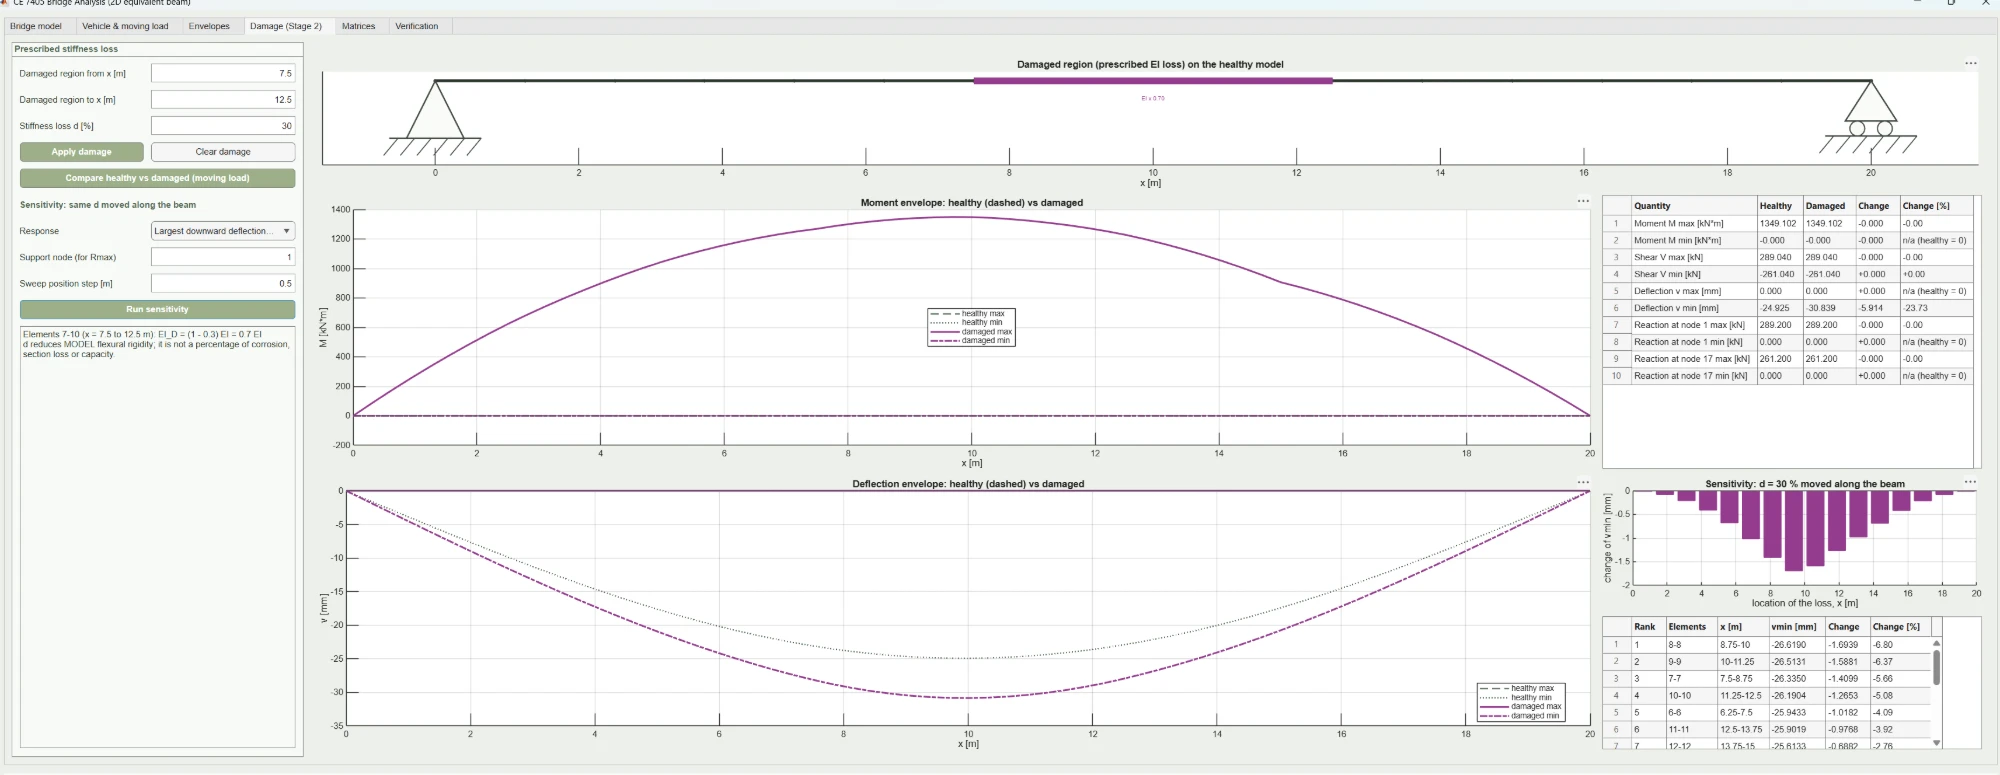 CE 7405 Bridge Analysis (2D equivalent beam)
Bridge model Vehicle & moving load Envelopes Damage (Stage 2) Matrices Verification
Prescribed stiffness loss
Damaged region from x [m] 7.5
Damaged region to x [m] 12.5
Stiffness loss d [%] 30
Apply damage Clear damage
Compare healthy vs damaged (moving load)
Sensitivity: same d moved along the beam
Response Largest downward deflection...
Support node (for Rmax) 1
Sweep position step [m] 0.5
Run sensitivity
Elements 7-10 (x = 7.5 to 12.5 m): EI_D = (1 - 0.3) EI = 0.7 EI
d reduces MODEL flexural rigidity; it is not a percentage of corrosion,
section loss or capacity.
Damaged region (prescribed EI loss) on the healthy model
EI x 0.70
0 2 4 6 8 10 12 14 16 18 20
x [m]
Moment envelope: healthy (dashed) vs damaged
1400
1200
1000
800
600
400
200
0
-200
M [kN*m]
healthy max
healthy min
damaged max
damaged min
0 2 4 6 8 10 12 14 16 18 20
x [m]
Deflection envelope: healthy (dashed) vs damaged
0
-5
-10
-15
-20
-25
-30
-35
v [mm]
healthy max
healthy min
damaged max
damaged min
0 2 4 6 8 10 12 14 16 18 20
x [m]
Quantity Healthy Damaged Change Change [%]
1 Moment M max [kN*m] 1349.102 1349.102 -0.000 -0.00
2 Moment M min [kN*m] -0.000 -0.000 -0.000 n/a (healthy = 0)
3 Shear V max [kN] 289.040 289.040 -0.000 -0.00
4 Shear V min [kN] -261.040 -261.040 +0.000 +0.00
5 Deflection v max [mm] 0.000 0.000 +0.000 n/a (healthy = 0)
6 Deflection v min [mm] -24.925 -30.839 -5.914 -23.73
7 Reaction at node 1 max [kN] 289.200 289.200 -0.000 -0.00
8 Reaction at node 1 min [kN] 0.000 0.000 +0.000 n/a (healthy = 0)
9 Reaction at node 17 max [kN] 261.200 261.200 -0.000 -0.00
10 Reaction at node 17 min [kN] 0.000 0.000 +0.000 n/a (healthy = 0)
Sensitivity: d = 30 % moved along the beam
0
-0.5
-1
-1.5
-2
change of vmin [mm]
0 2 4 6 8 10 12 14 16 18 20
location of the loss, x [m]
Rank Elements x [m] vmin [mm] Change Change [%]
1 1 8-8 8.75-10 -26.6190 -1.6939 -6.80
2 2 9-9 10-11.25 -26.5131 -1.5881 -6.37
3 3 7-7 7.5-8.75 -26.3350 -1.4099 -5.66
4 4 10-10 11.25-12.5 -26.1904 -1.2653 -5.08
5 5 6-6 6.25-7.5 -25.9433 -1.0182 -4.09
6 6 11-11 12.5-13.75 -25.9019 -0.9768 -3.92
7 7 12-12 13.75-15 -25.6133 -0.6882 -2.76